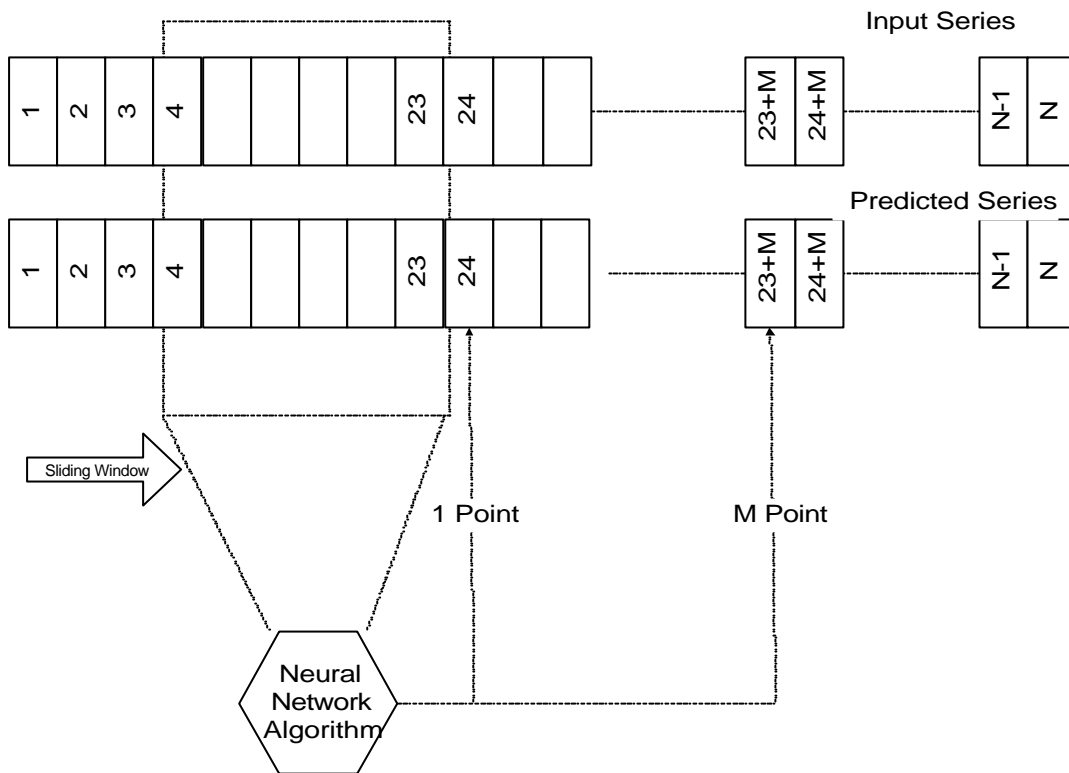 Input Series
1 2 3 4 23 24 23+M 24+M N-1 N
Predicted Series
1 2 3 4 23 24 23+M 24+M N-1 N
Sliding Window
1 Point
M Point
Neural
Network
Algorithm